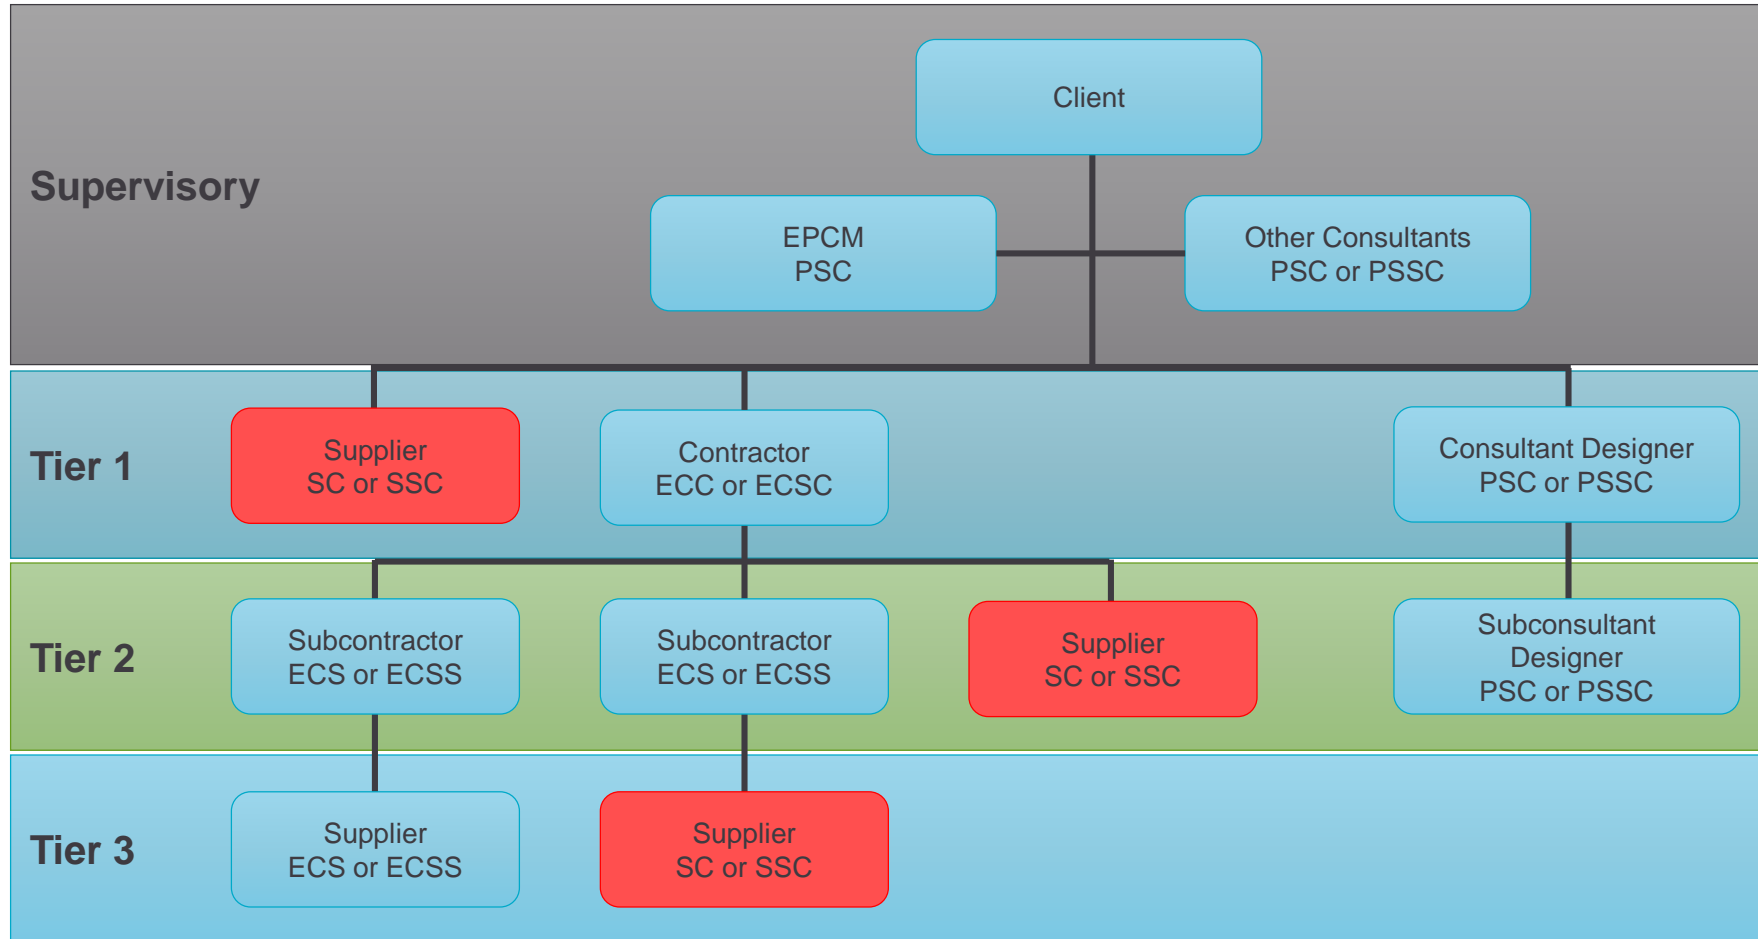 Supervisory
Client
EPCM
PSC
Other Consultants
PSC or PSSC
Tier 1
Supplier
SC or SSC
Contractor
ECC or ECSC
Consultant Designer
PSC or PSSC
Tier 2
Subcontractor
ECS or ECSS
Subcontractor
ECS or ECSS
Supplier
SC or SSC
Subconsultant
Designer
PSC or PSSC
Tier 3
Supplier
ECS or ECSS
Supplier
SC or SSC